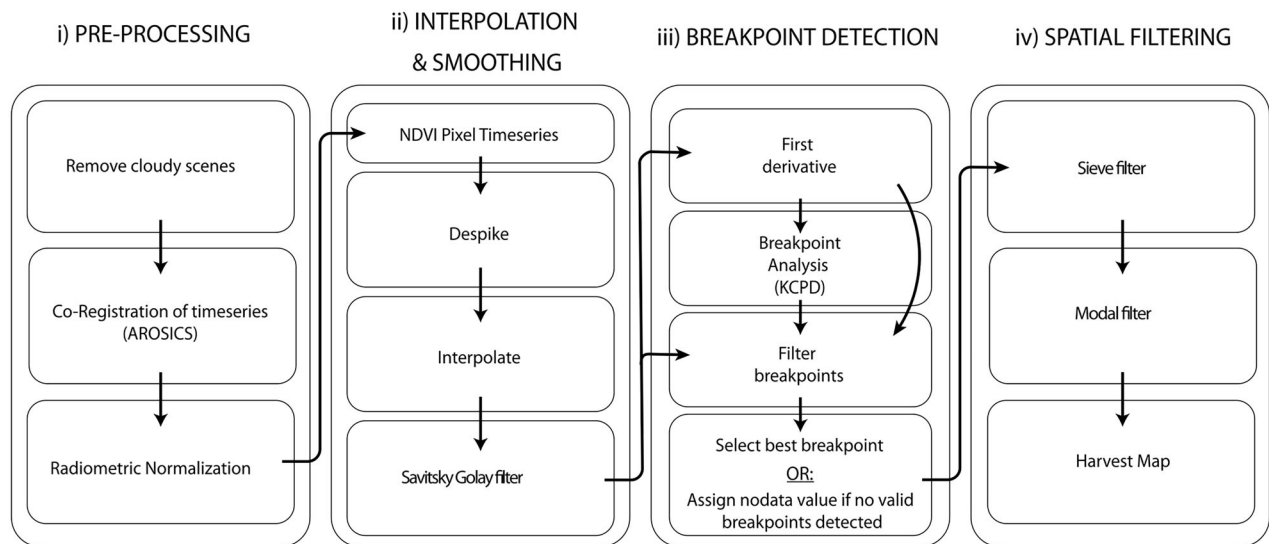 i) PRE-PROCESSING
Remove cloudy scenes
Co-Registration of timeseries
(AROSICS)
Radiometric Normalization
ii) INTERPOLATION
& SMOOTHING
NDVI Pixel Timeseries
Despike
Interpolate
Savitsky Golay filter
iii) BREAKPOINT DETECTION
First
derivative
Breakpoint
Analysis
(KCPD)
Filter
breakpoints
Select best breakpoint
OR:
Assign nodata value if no valid
breakpoints detected
iv) SPATIAL FILTERING
Sieve filter
Modal filter
Harvest Map